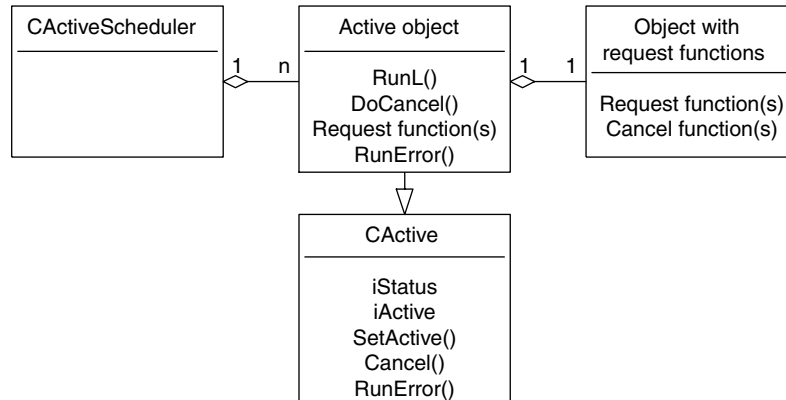 CActiveScheduler
1
n
Active object
RunL()
DoCancel()
Request function(s)
RunError()
1
1
Object with
request functions
Request function(s)
Cancel function(s)
CActive
iStatus
iActive
SetActive()
Cancel()
RunError()